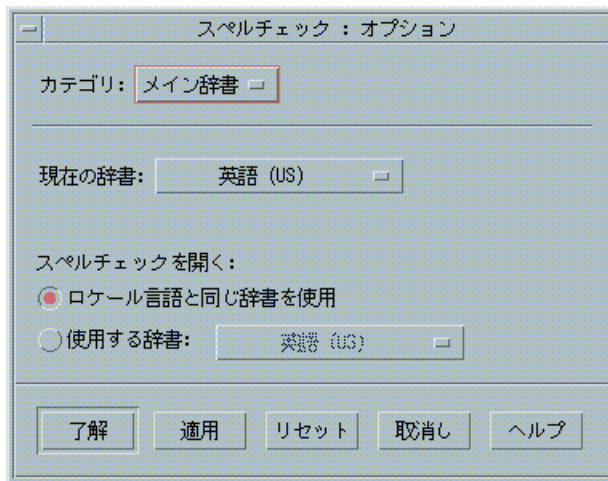 スペルチェック : オプション
カテゴリ: メイン辞書
現在の辞書: 英語 (US)
スペルチェックを開く:
ロケール言語と同じ辞書を使用
使用する辞書: 英語 (US)
了解 適用 リセット 取消し ヘルプ